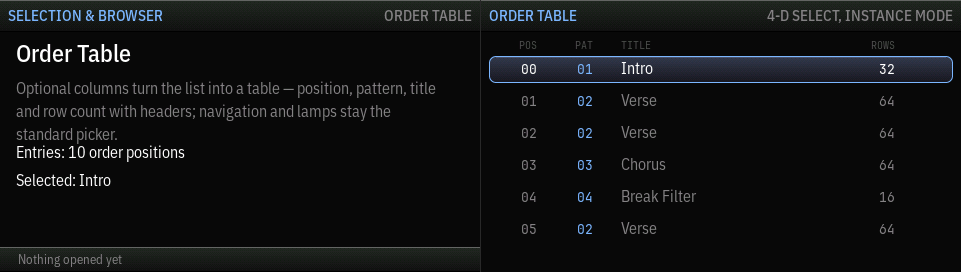 SELECTION & BROWSER ORDER TABLE
Order Table
Optional columns turn the list into a table — position, pattern, title
and row count with headers; navigation and lamps stay the
standard picker.
Entries: 10 order positions
Selected: Intro
Nothing opened yet
ORDER TABLE 4-D SELECT, INSTANCE MODE
POS PAT TITLE ROWS
00 01 Intro 32
01 02 Verse 64
02 02 Verse 64
03 03 Chorus 64
04 04 Break Filter 16
05 02 Verse 64